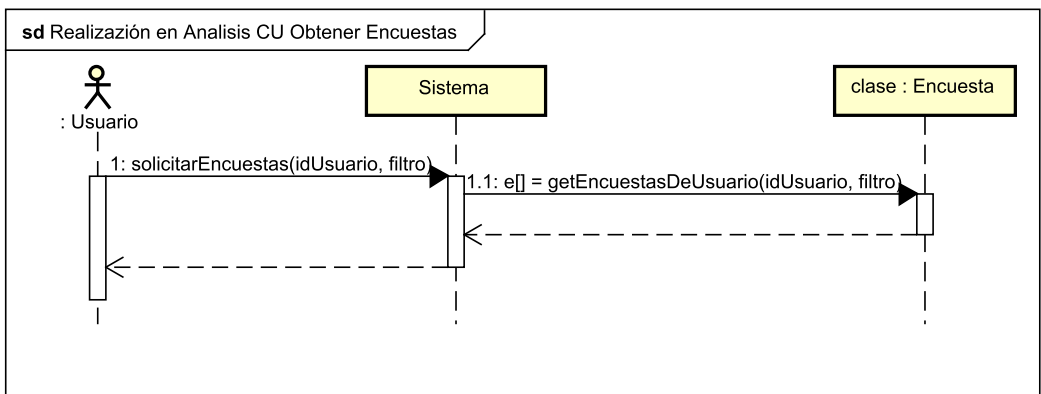 sd Realizazión en Analisis CU Obtener Encuestas
: Usuario
Sistema
clase : Encuesta
1: solicitarEncuestas(idUsuario, filtro)
1.1: e[] = getEncuestasDeUsuario(idUsuario, filtro)